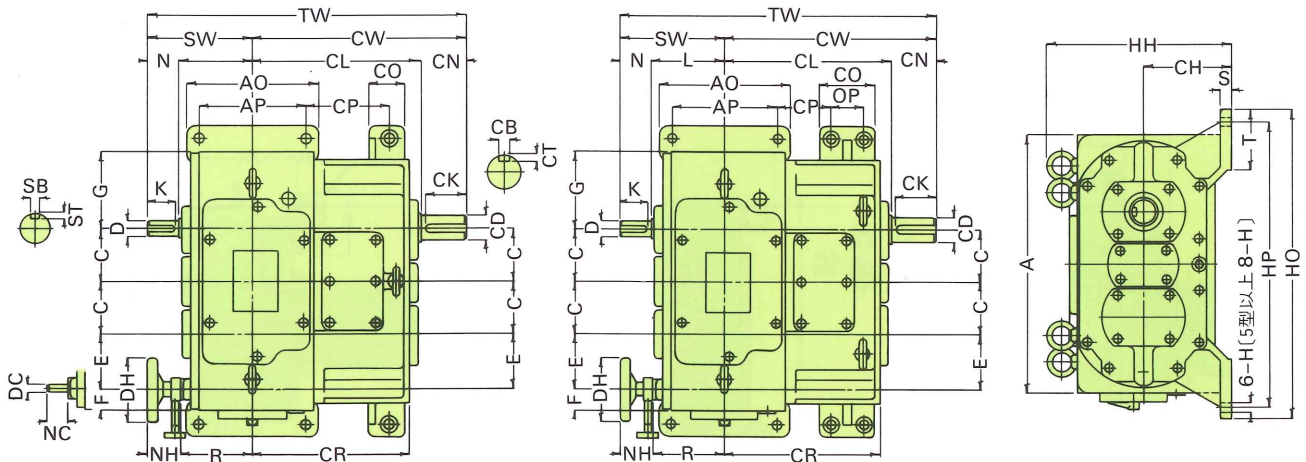 TW
SW
CW
N
CL
CN
AO
CO
AP
CP
CB
CT
SB
ST
K
G
D
C
C
E
F
DH
CK
CD
C
C
E
DC
NC
NH
R
CR
TW
SW
CW
N
L
CL
CN
AO
CO
AP
CP
OP
K
G
D
C
C
E
F
DH
CK
CD
C
C
E
NH
R
CR
HH
CH
S
T
A
6-H〔5型以上 8-H〕
HP
HO